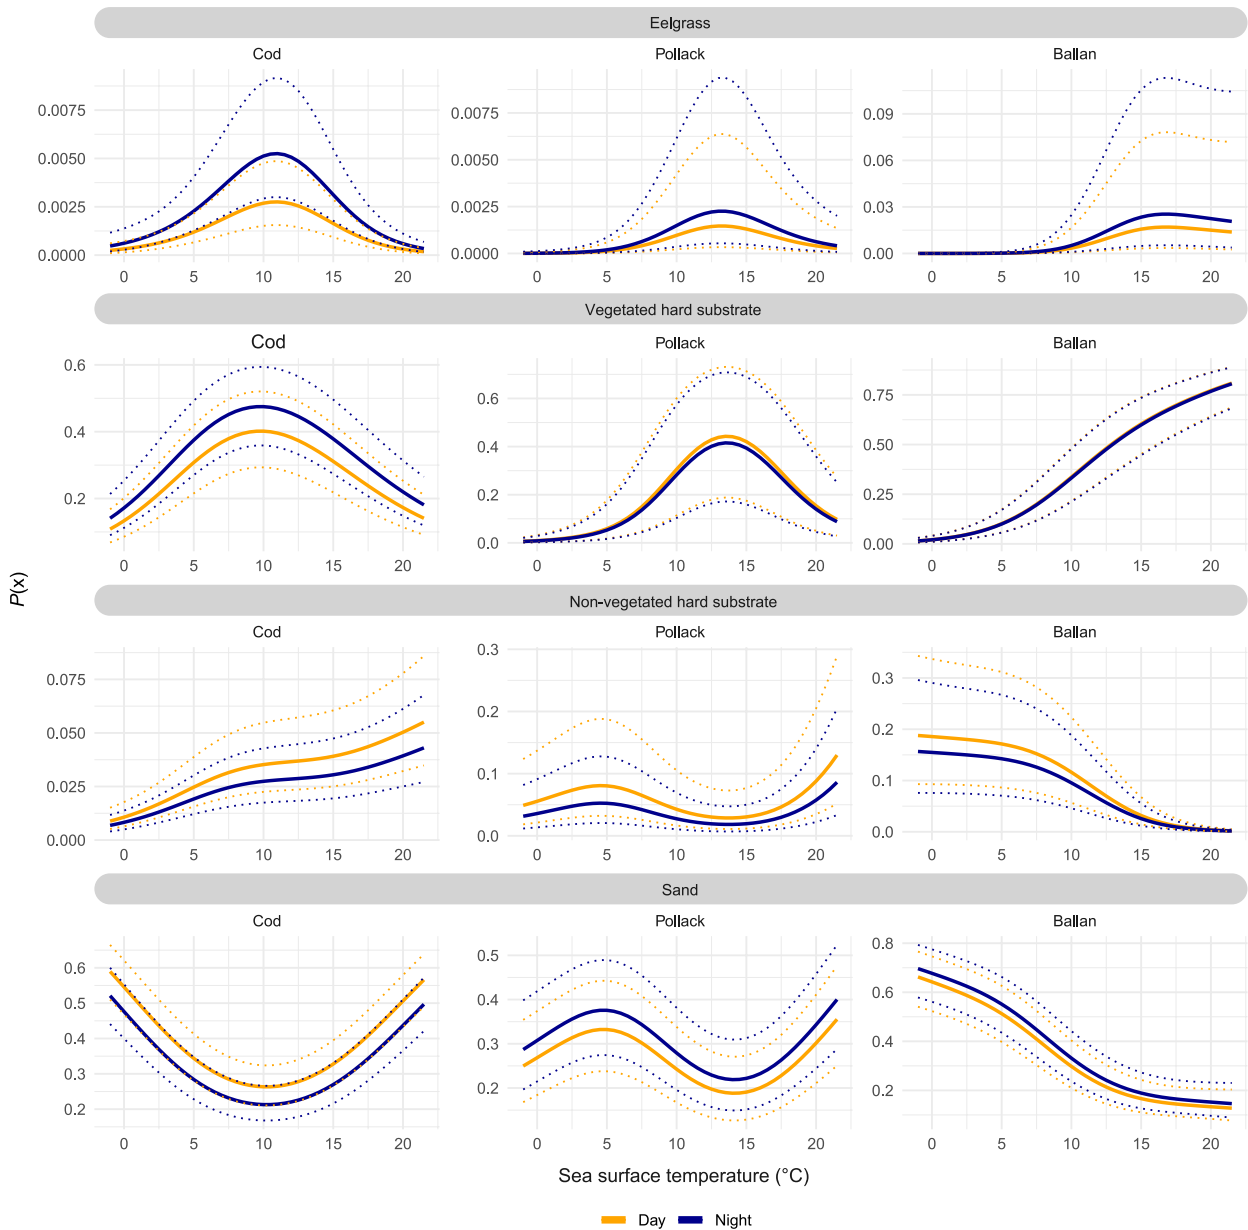 Eelgrass
Cod Pollack Ballan
0.0075
0.0050
0.0025
0.0000
0 5 10 15 20
0.0075
0.0050
0.0025
0.0000
0 5 10 15 20
0.09
0.06
0.03
0.00
0 5 10 15 20
Vegetated hard substrate
Cod Pollack Ballan
0.6
0.4
0.2
0 5 10 15 20
0.6
0.4
0.2
0.0
0 5 10 15 20
0.75
0.50
0.25
0.00
0 5 10 15 20
P(x)
Non-vegetated hard substrate
Cod Pollack Ballan
0.075
0.050
0.025
0.000
0 5 10 15 20
0.3
0.2
0.1
0.0
0 5 10 15 20
0.3
0.2
0.1
0.0
0 5 10 15 20
Sand
Cod Pollack Ballan
0.6
0.5
0.4
0.3
0.2
0 5 10 15 20
0.5
0.4
0.3
0.2
0 5 10 15 20
0.8
0.6
0.4
0.2
0 5 10 15 20
Sea surface temperature (°C)
Day Night